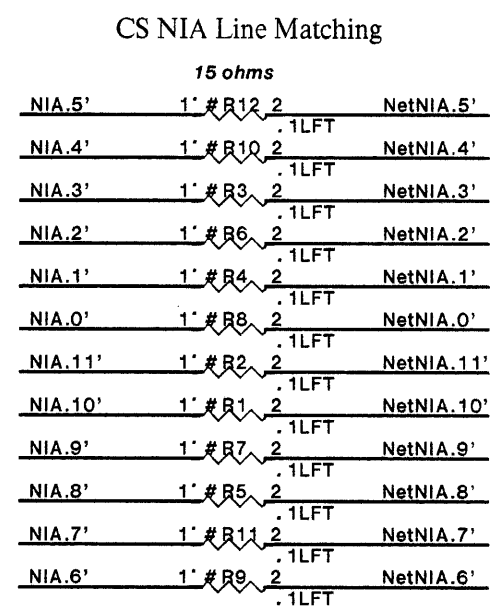 CS NIA Line Matching
15 ohms
NIA.5' 1' #R12 2 NetNIA.5'
.1LFT
NIA.4' 1' #R10 2 NetNIA.4'
.1LFT
NIA.3' 1' #R3 2 NetNIA.3'
.1LFT
NIA.2' 1' #R6 2 NetNIA.2'
.1LFT
NIA.1' 1' #R4 2 NetNIA.1'
.1LFT
NIA.0' 1' #R8 2 NetNIA.0'
.1LFT
NIA.11' 1' #R2 2 NetNIA.11'
.1LFT
NIA.10' 1' #R1 2 NetNIA.10'
.1LFT
NIA.9' 1' #R7 2 NetNIA.9'
.1LFT
NIA.8' 1' #R5 2 NetNIA.8'
.1LFT
NIA.7' 1' #R11 2 NetNIA.7'
.1LFT
NIA.6' 1' #R9 2 NetNIA.6'
.1LFT